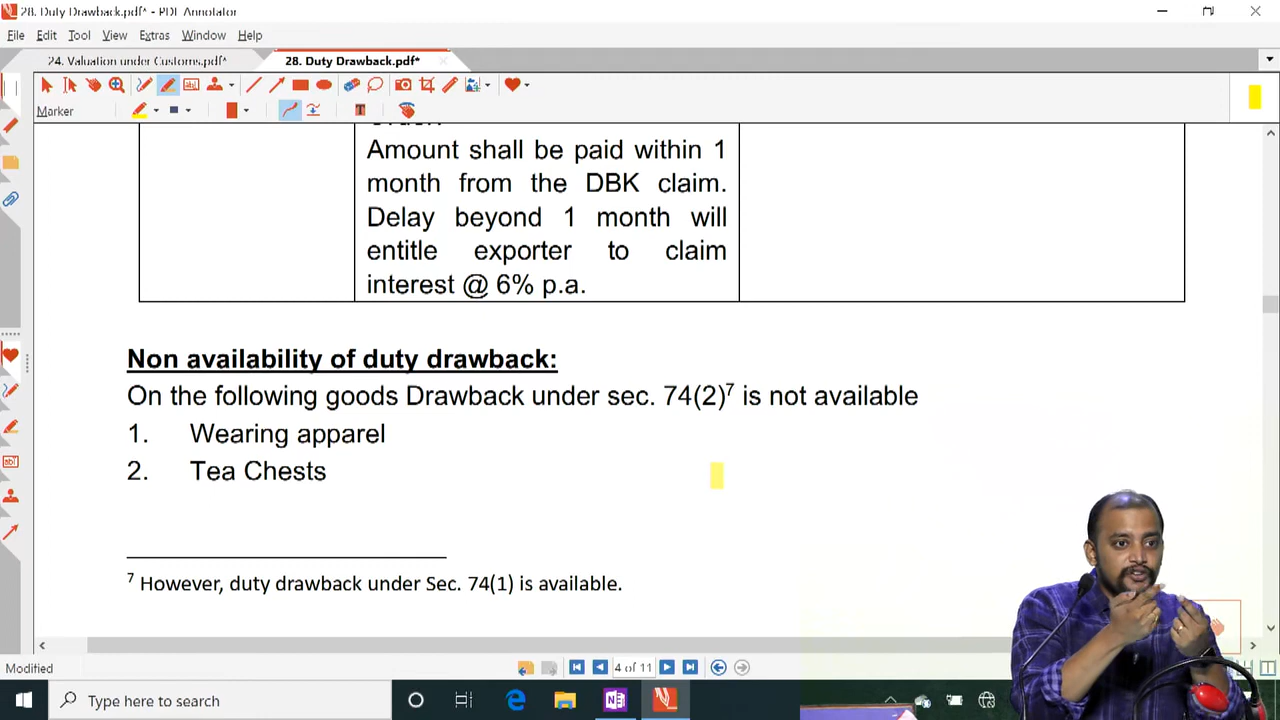 28. Duty Drawback.pdf* - PDF Annotator
File Edit Tool View Extras Window Help
24. Valuation under Customs.pdf* 28. Duty Drawback.pdf*
Marker
Amount shall be paid within 1
month from the DBK claim.
Delay beyond 1 month will
entitle exporter to claim
interest @ 6% p.a.
Non availability of duty drawback:
On the following goods Drawback under sec. 74(2)7 is not available
1. Wearing apparel
2. Tea Chests
7 However, duty drawback under Sec. 74(1) is available.
4 of 11
Modified
Type here to search